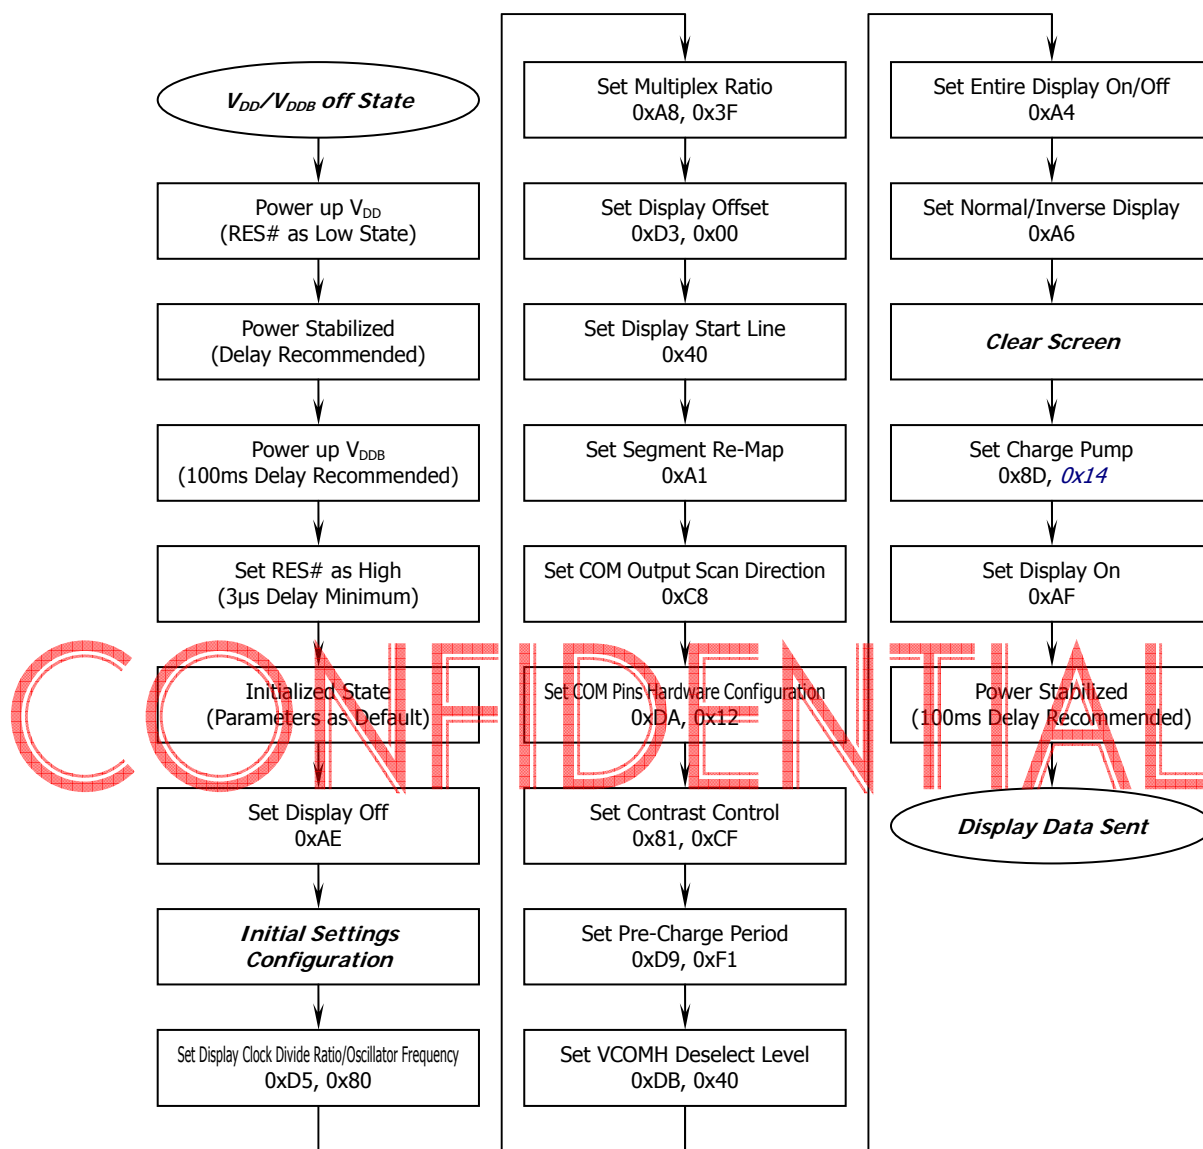 V_DD/V_DDB off State
Power up V_DD
(RES# as Low State)
Power Stabilized
(Delay Recommended)
Power up V_DDB
(100ms Delay Recommended)
Set RES# as High
(3μs Delay Minimum)
Initialized State
(Parameters as Default)
Set Display Off
0xAE
Initial Settings
Configuration
Set Display Clock Divide Ratio/Oscillator Frequency
0xD5, 0x80
Set Multiplex Ratio
0xA8, 0x3F
Set Display Offset
0xD3, 0x00
Set Display Start Line
0x40
Set Segment Re-Map
0xA1
Set COM Output Scan Direction
0xC8
Set COM Pins Hardware Configuration
0xDA, 0x12
Set Contrast Control
0x81, 0xCF
Set Pre-Charge Period
0xD9, 0xF1
Set VCOMH Deselect Level
0xDB, 0x40
Set Entire Display On/Off
0xA4
Set Normal/Inverse Display
0xA6
Clear Screen
Set Charge Pump
0x8D, 0x14
Set Display On
0xAF
Power Stabilized
(100ms Delay Recommended)
Display Data Sent
CONFIDENTIAL